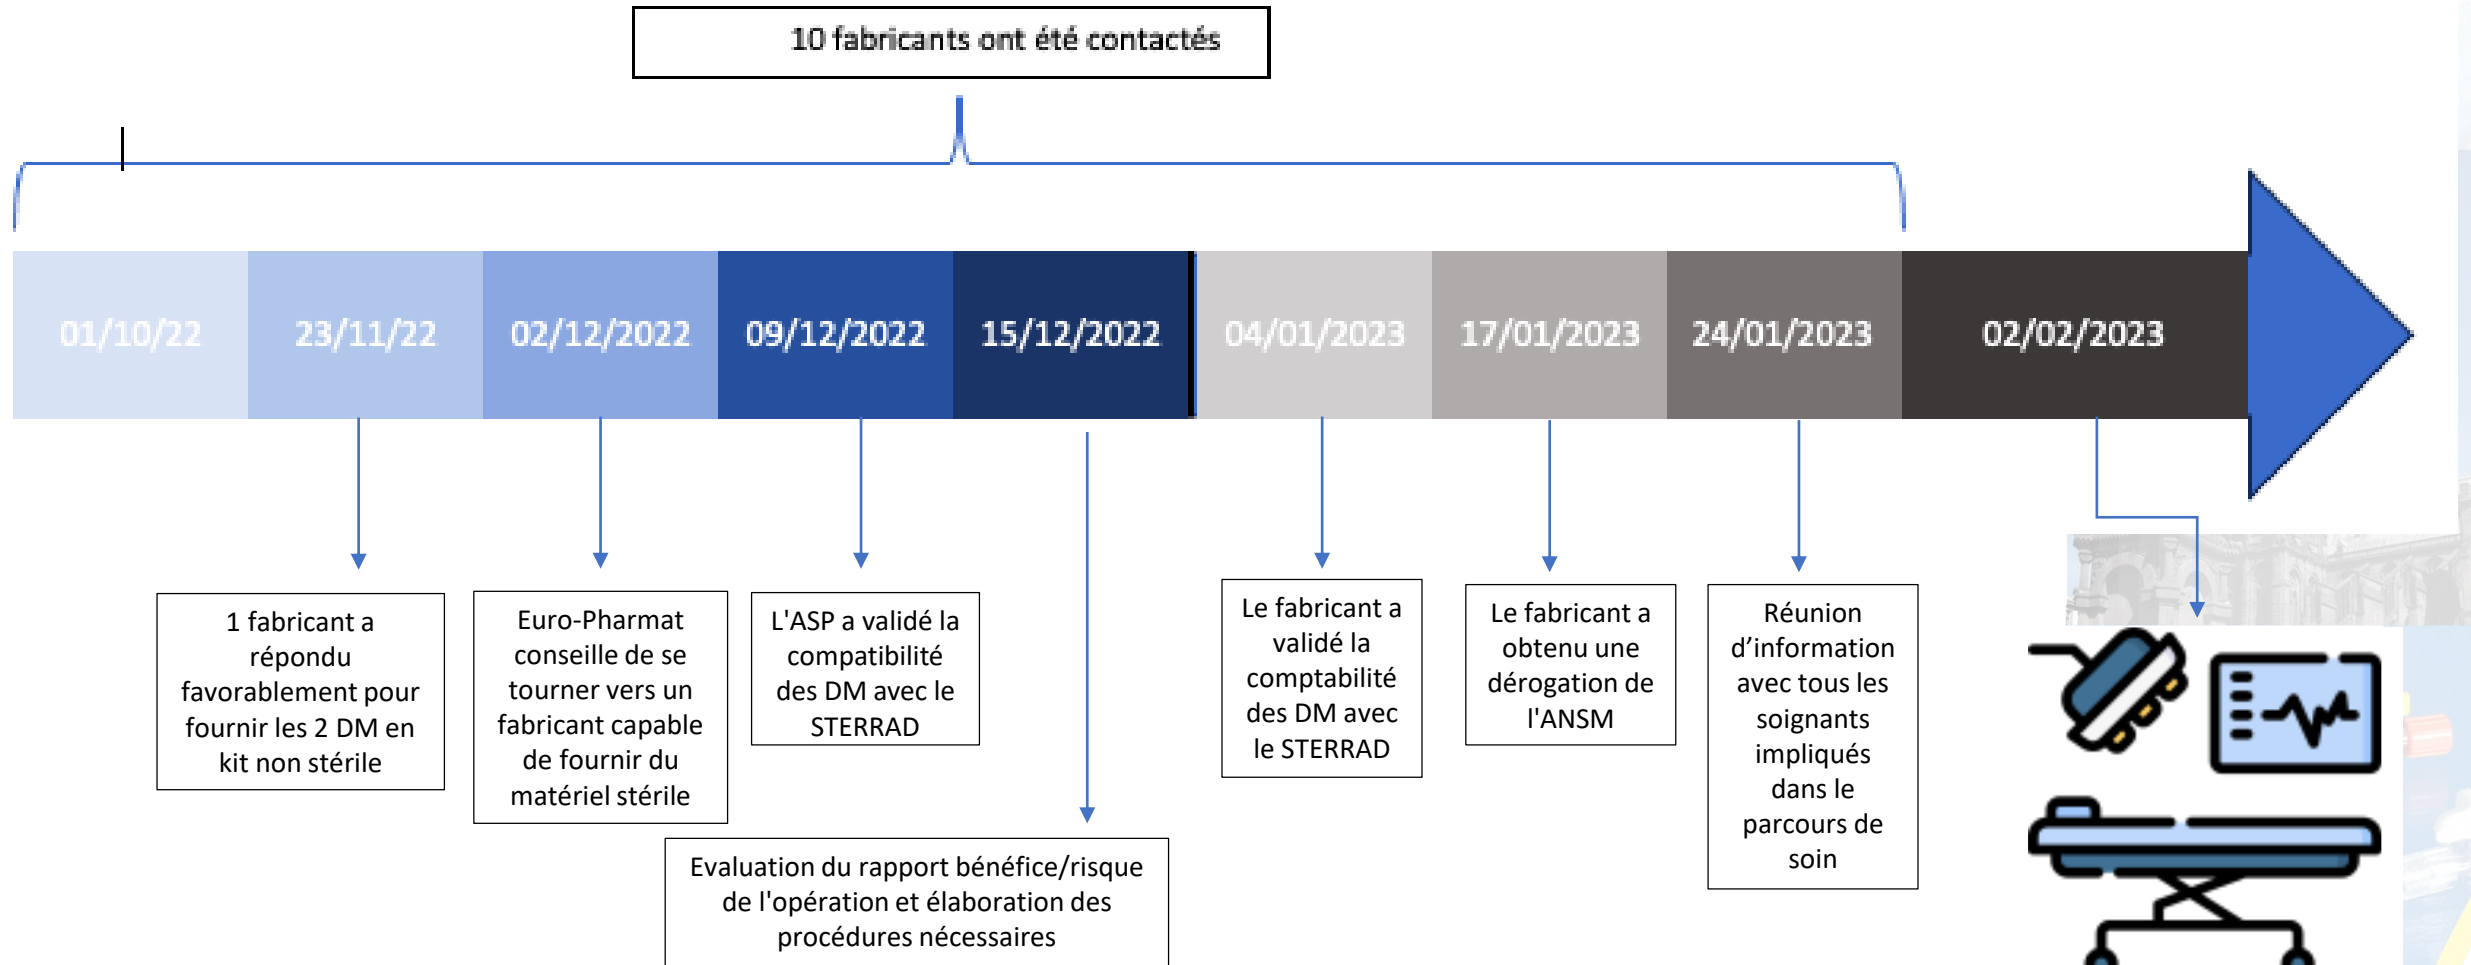 10 fabricants ont été contactés
01/10/22
23/11/22
02/12/2022
09/12/2022
15/12/2022
04/01/2023
17/01/2023
24/01/2023
02/02/2023
1 fabricant a
répondu
favorablement pour
fournir les 2 DM en
kit non stérile
Euro-Pharmat
conseille de se
tourner vers un
fabricant capable
de fournir du
matériel stérile
L'ASP a validé la
compatibilité
des DM avec le
STERRAD
Evaluation du rapport bénéfice/risque
de l'opération et élaboration des
procédures nécessaires
Le fabricant a
validé la
comptabilité
des DM avec
le STERRAD
Le fabricant a
obtenu une
dérogation de
l'ANSM
Réunion
d’information
avec tous les
soignants
impliqués
dans le
parcours de
soin